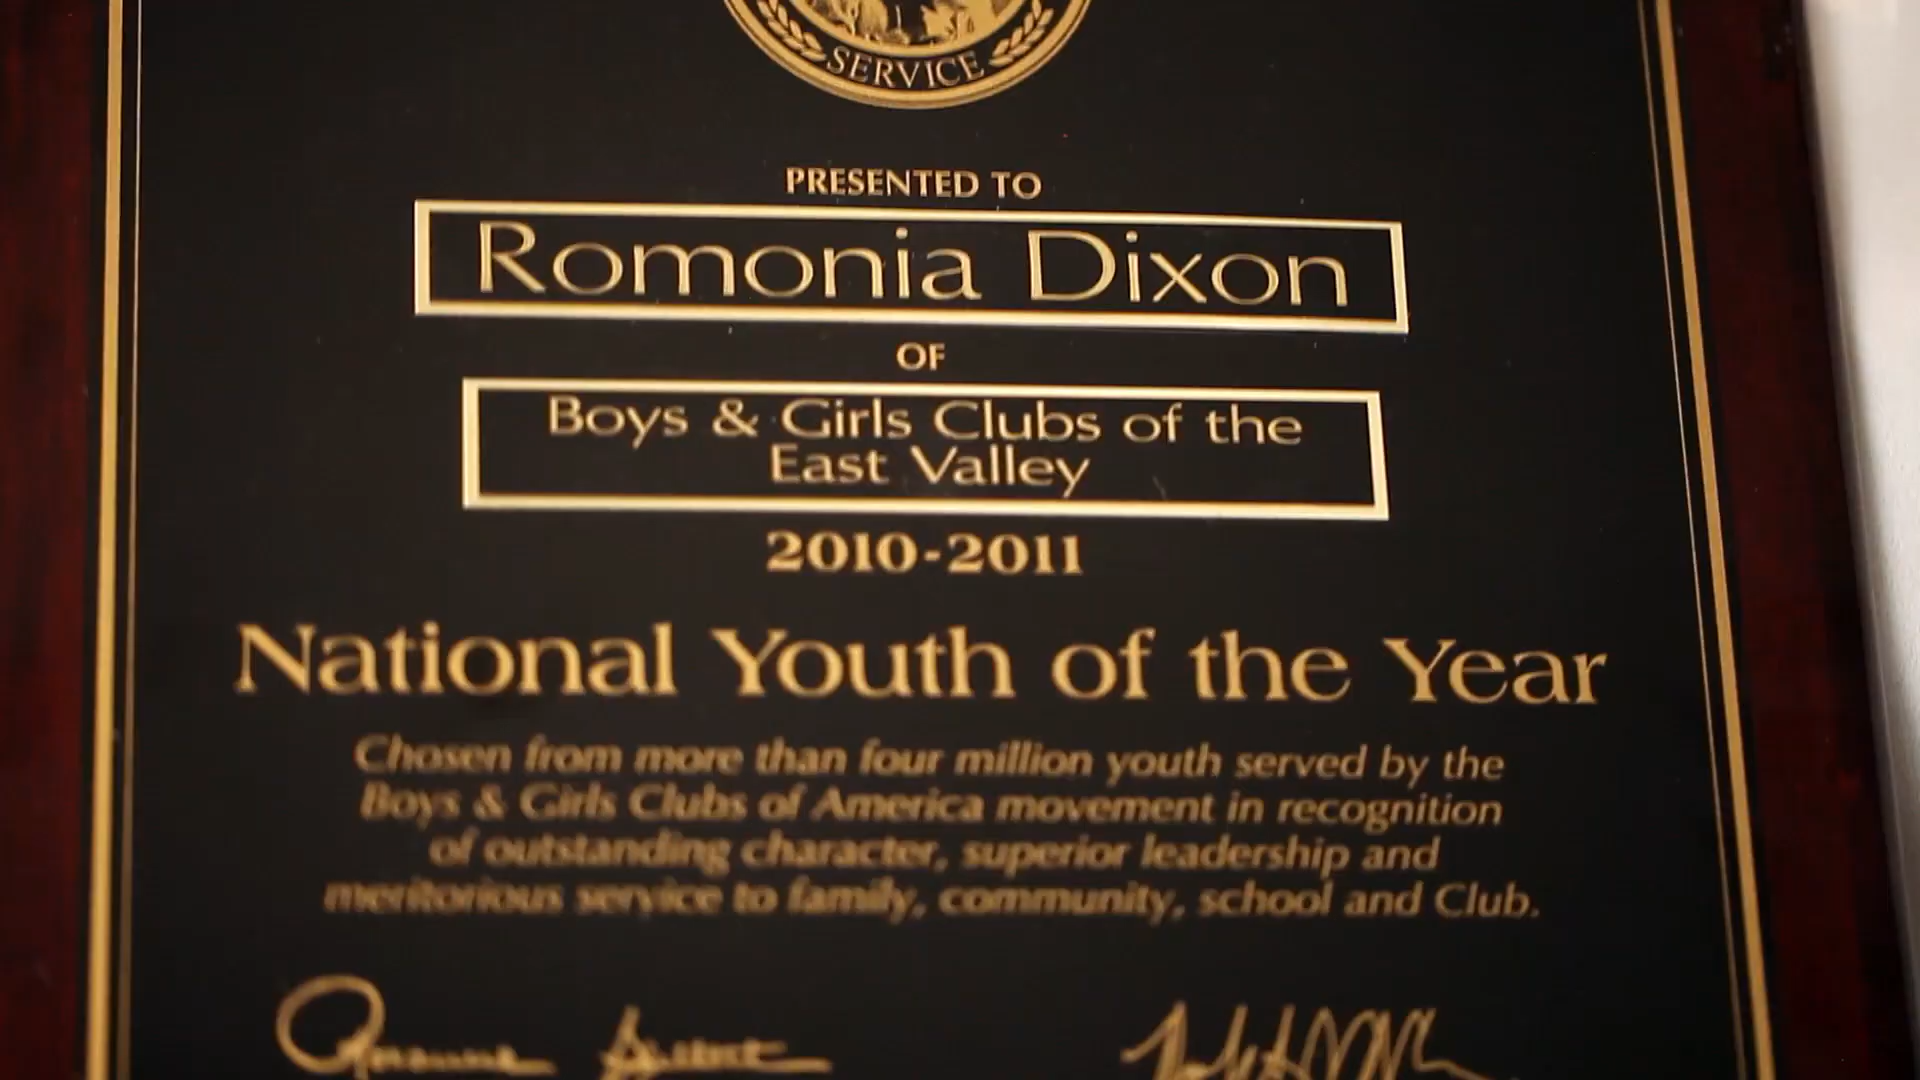 SERVICE
PRESENTED TO
Romonia Dixon
OF
Boys & Girls Clubs of the
East Valley
2010-2011
National Youth of the Year
Chosen from more than four million youth served by the
Boys & Girls Clubs of America movement in recognition
of outstanding character, superior leadership and
meritorious service to family, community, school and Club.